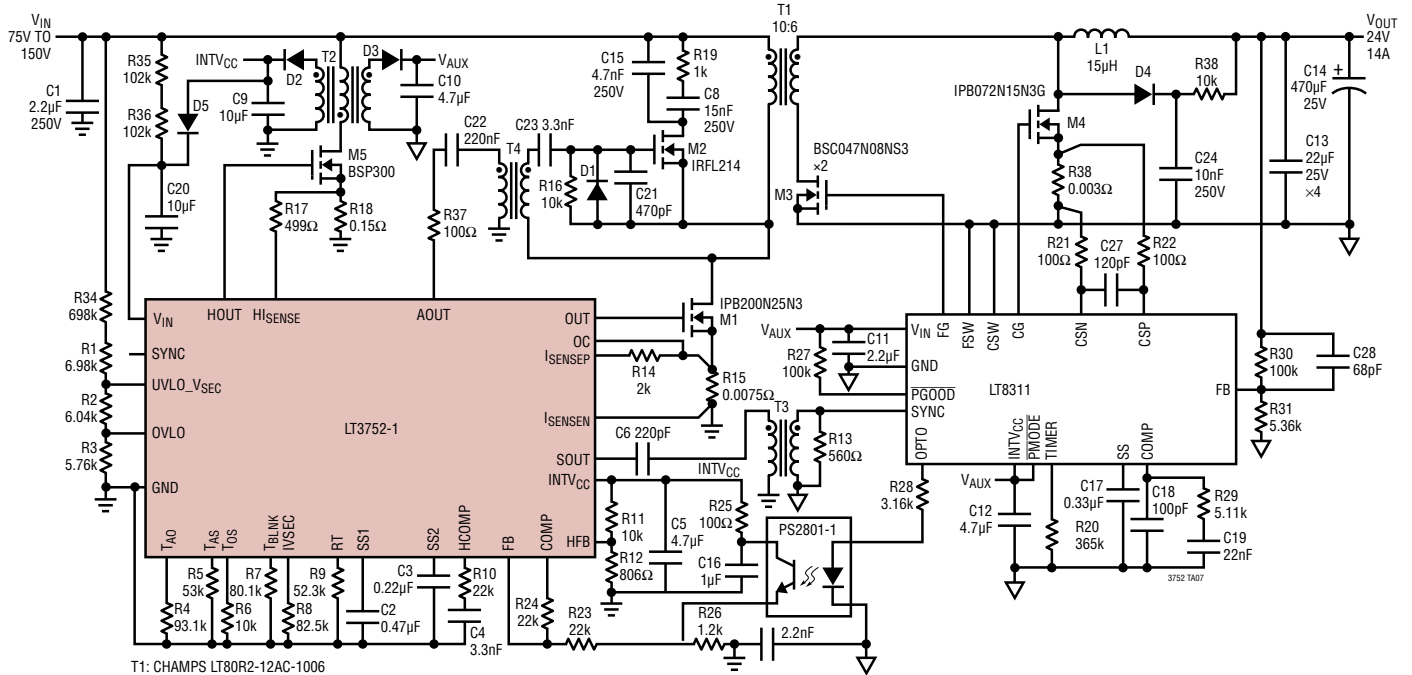 VIN
75V TO
150V
C1
2.2µF
250V
R35
102k
R36
102k
D5
C20
10µF
INTVCC
D2
T2
D3
VAUX
C9
10µF
C10
4.7µF
M5
BSP300
R17
499Ω
R18
0.15Ω
C22
220nF
R37
100Ω
T4
C23 3.3nF
R16
10k
D1
C21
470pF
C15
4.7nF
250V
R19
1k
C8
15nF
250V
M2
IRFL214
T1
10:6
BSC047N08NS3
×2
M3
IPB072N15N3G
M4
L1
15µH
D4
R38
10k
R38
0.003Ω
C24
10nF
250V
C14
470µF
25V
+
C13
22µF
25V
×4
VOUT
24V
14A
R21
100Ω
C27
120pF
R22
100Ω
IPB200N25N3
M1
R34
698k
R1
6.98k
R2
6.04k
R3
5.76k
VIN
SYNC
UVLO_VSEC
OVLO
GND
HOUT
HISENSE
AOUT
OUT
OC
ISENSEP
ISENSEN
SOUT
INTVCC
HFB
LT3752-1
TAO
TAS
TOS
TBLNK
IVSEC
RT
SS1
SS2
HCOMP
FB
COMP
R14
2k
R15
0.0075Ω
C6 220pF
T3
INTVCC
R13
560Ω
R11
10k
R12
806Ω
C5
4.7µF
R25
100Ω
C16
1µF
PS2801-1
R5
53k
R4
93.1k
R6
10k
R7
80.1k
R8
82.5k
R9
52.3k
C2
0.47µF
C3
0.22µF
R10
22k
C4
3.3nF
R24
22k
R23
22k
R26
1.2k
2.2nF
VAUX
R27
100k
C11
2.2µF
VIN
GND
PGOOD
SYNC
OPTO
FG
FSW
CSW
CG
CSN
CSP
LT8311
FB
INTVCC
PMODE
TIMER
SS
COMP
R28
3.16k
VAUX
C12
4.7µF
R20
365k
C17
0.33µF
C18
100pF
R29
5.11k
C19
22nF
R30
100k
C28
68pF
R31
5.36k
3752 TA07
T1: CHAMPS LT80R2-12AC-1006